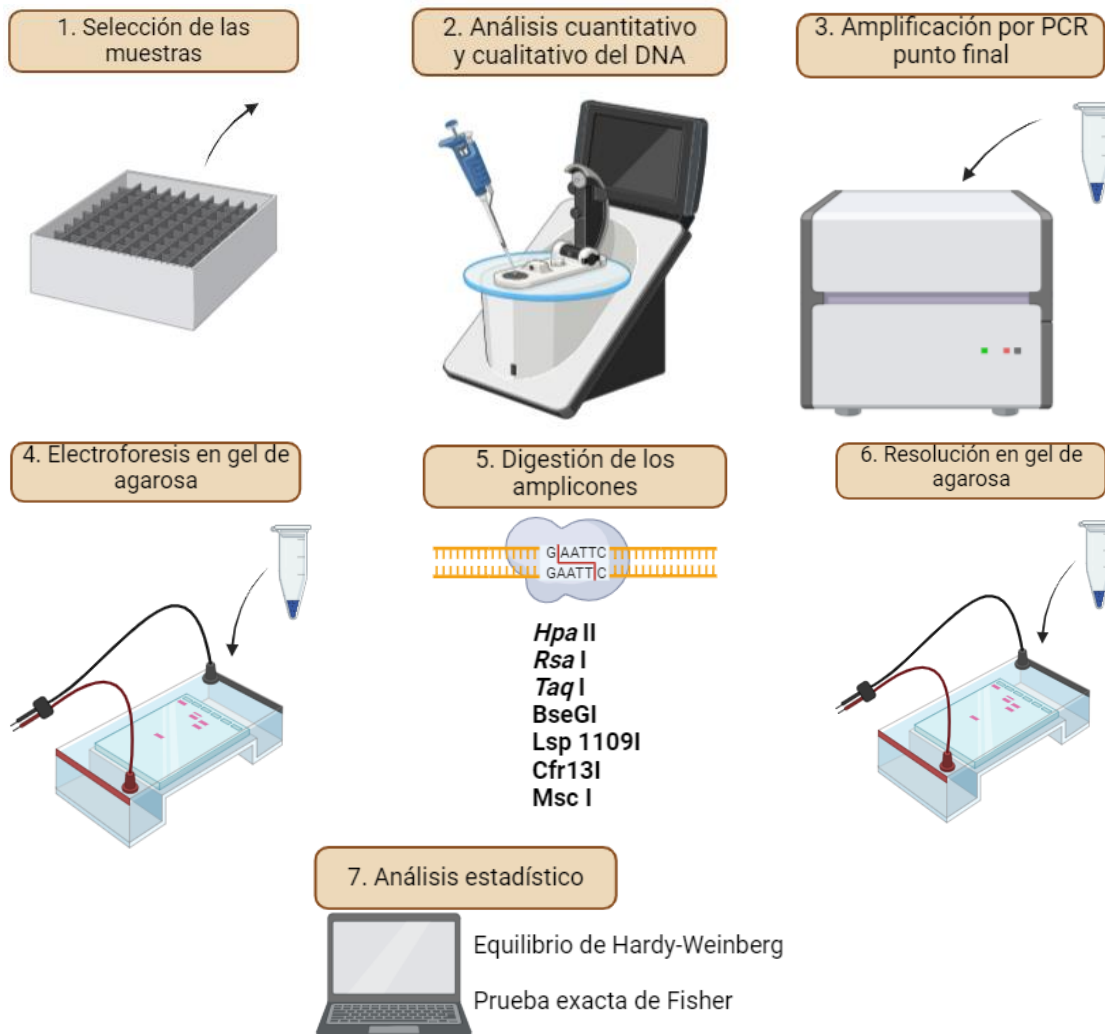 1. Selección de las
muestras
2. Análisis cuantitativo
y cualitativo del DNA
3. Amplificación por PCR
punto final
4. Electroforesis en gel de
agarosa
5. Digestión de los
amplicones
6. Resolución en gel de
agarosa
G AATTC
GAATT C
Hpa II
Rsa I
Taq I
BseGI
Lsp 1109I
Cfr13I
Msc I
7. Análisis estadístico
Equilibrio de Hardy-Weinberg
Prueba exacta de Fisher